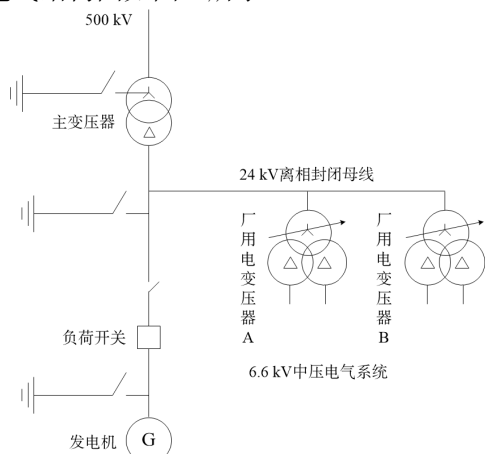 500 kV
主变压器
24 kV离相封闭母线
厂用电变压器A
厂用电变压器B
负荷开关
6.6 kV中压电气系统
发电机
G